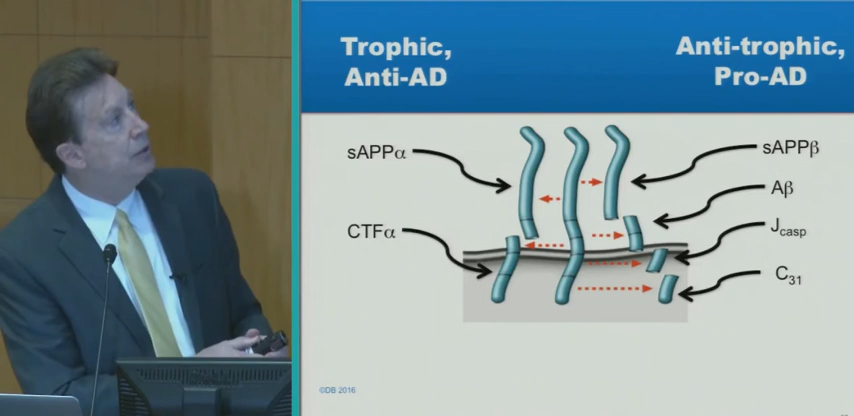 Trophic,
Anti-AD
Anti-trophic,
Pro-AD
sAPPα
CTFα
sAPPβ
Aβ
J_casp
C_31
©DB 2016